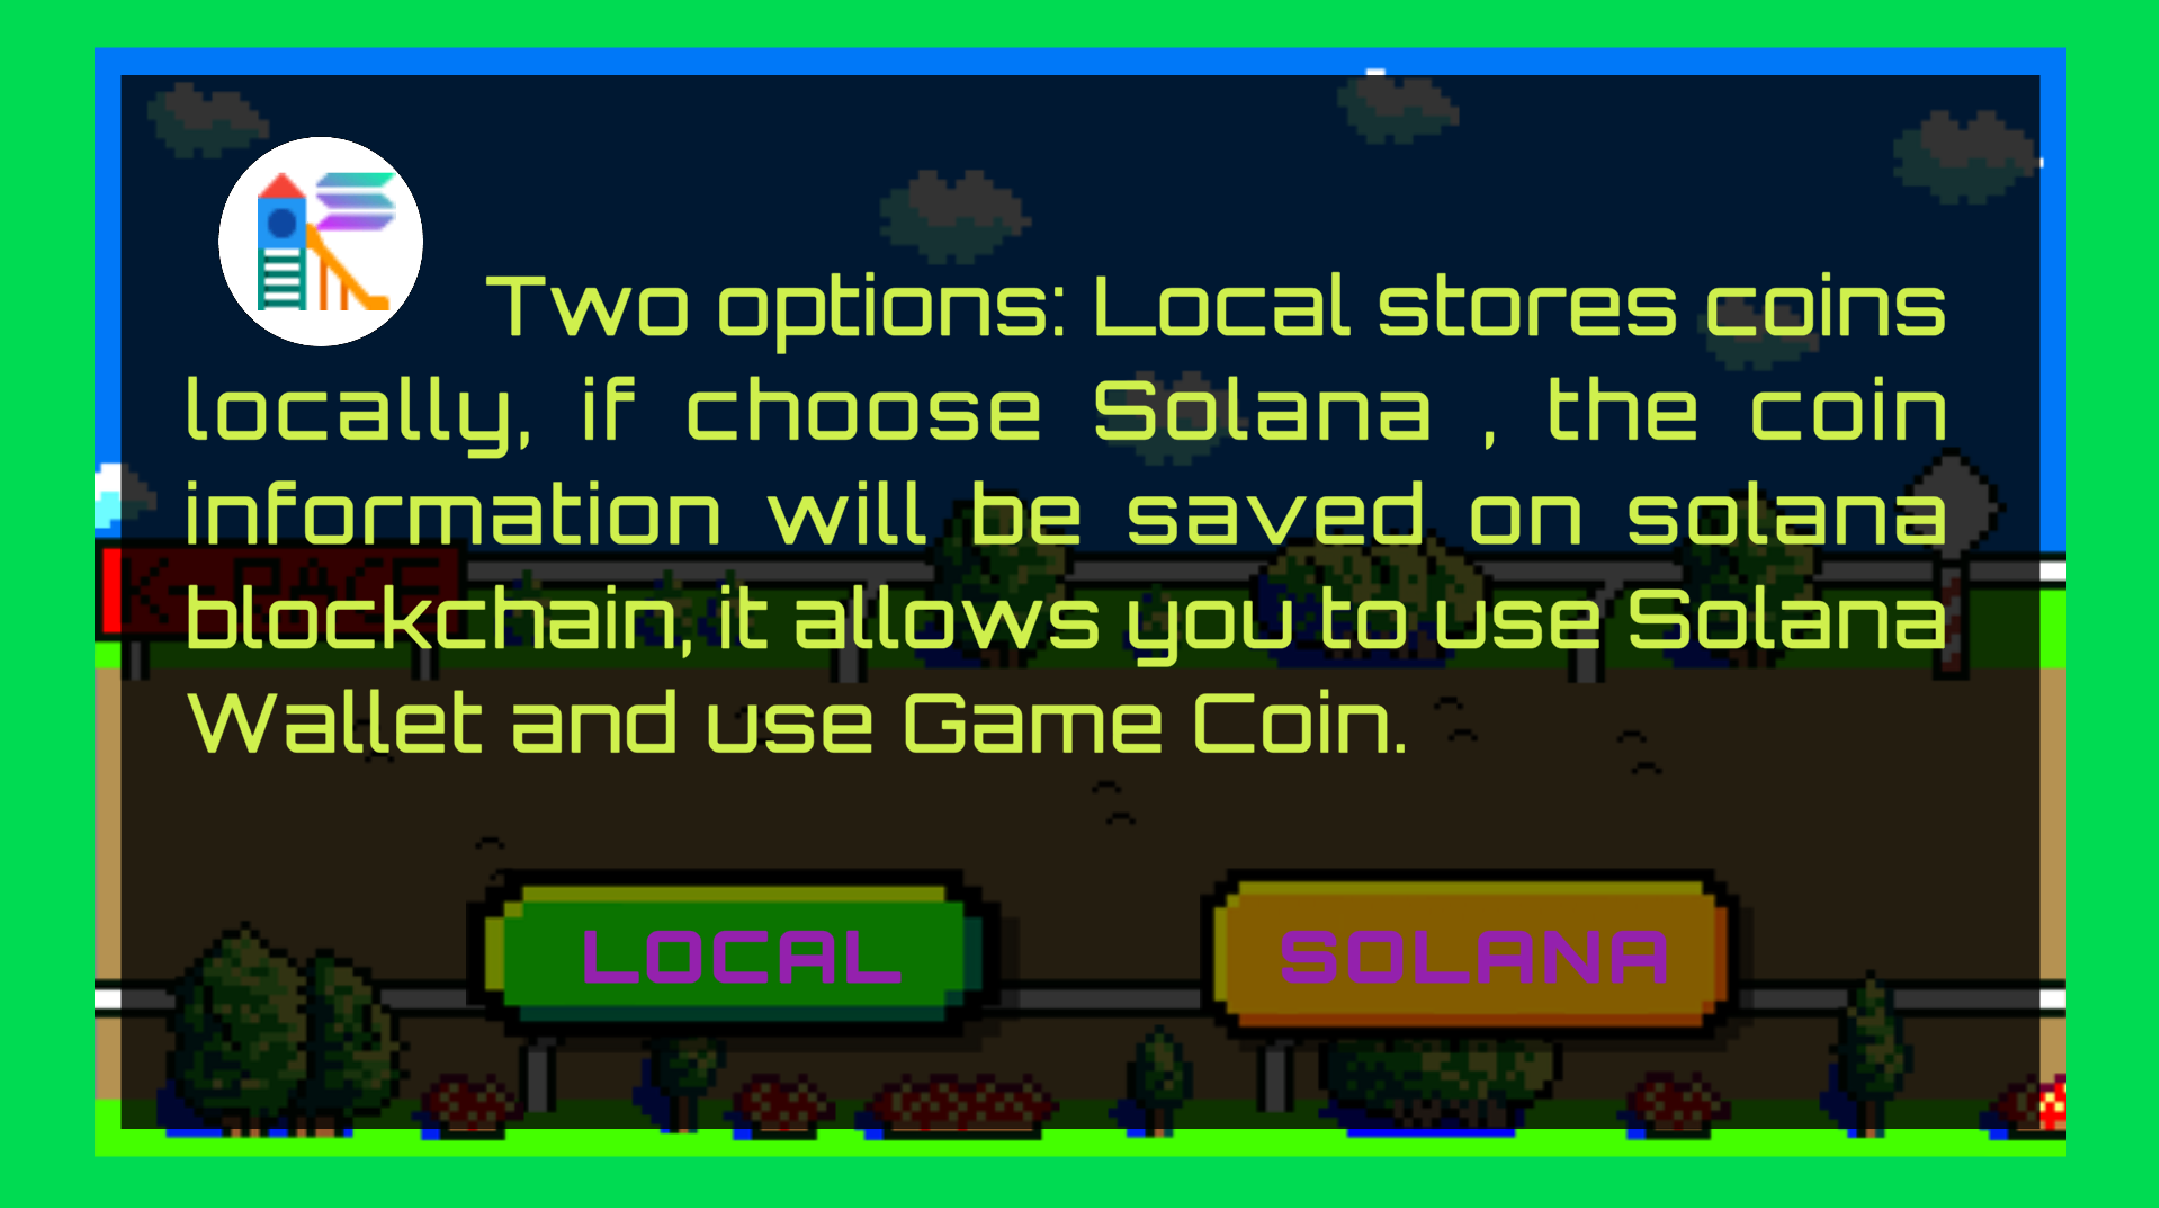 Two options: Local stores coins
locally, if choose Solana , the coin
information will be saved on solana
K-RACE
blockchain, it allows you to use Solana
Wallet and use Game Coin.
LOCAL
SOLANA